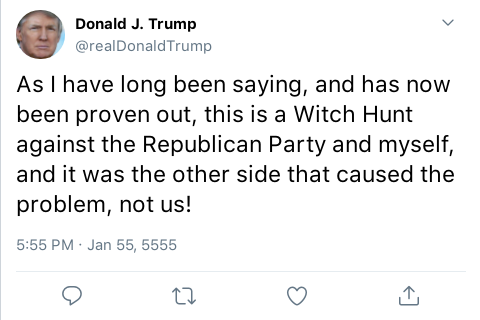 Donald J. Trump
@realDonaldTrump
As I have long been saying, and has now
been proven out, this is a Witch Hunt
against the Republican Party and myself,
and it was the other side that caused the
problem, not us!
5:55 PM · Jan 55, 5555